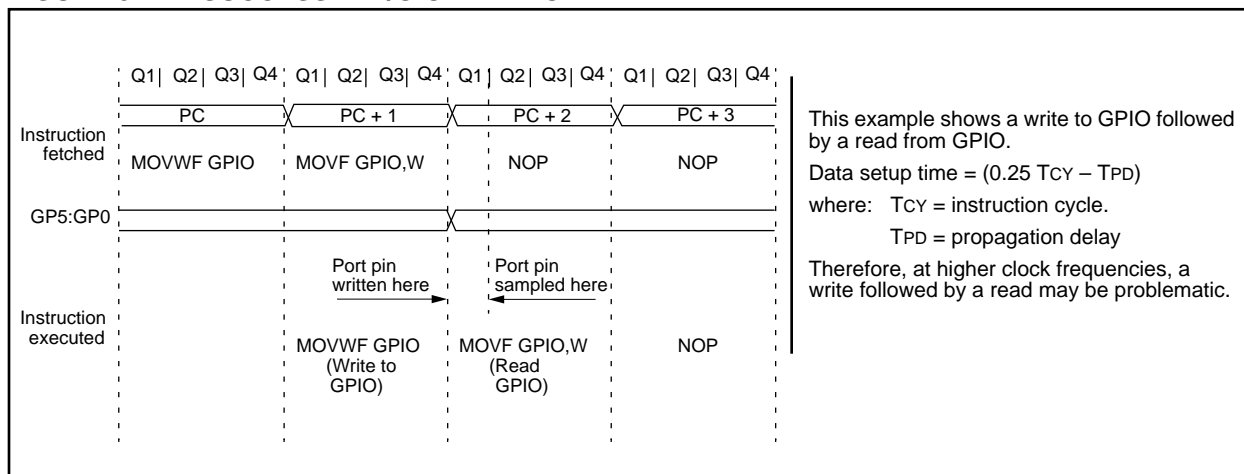 Q1| Q2| Q3| Q4 Q1| Q2| Q3| Q4 Q1| Q2| Q3| Q4 Q1| Q2| Q3| Q4
Instruction
fetched
PC PC + 1 PC + 2 PC + 3
MOVWF GPIO MOVF GPIO,W NOP NOP
GP5:GP0
Port pin
written here
Port pin
sampled here
Instruction
executed
MOVWF GPIO
(Write to
GPIO)
MOVF GPIO,W
(Read
GPIO)
NOP
This example shows a write to GPIO followed
by a read from GPIO.
Data setup time = (0.25 TCY – TPD)
where: TCY = instruction cycle.
TPD = propagation delay
Therefore, at higher clock frequencies, a
write followed by a read may be problematic.